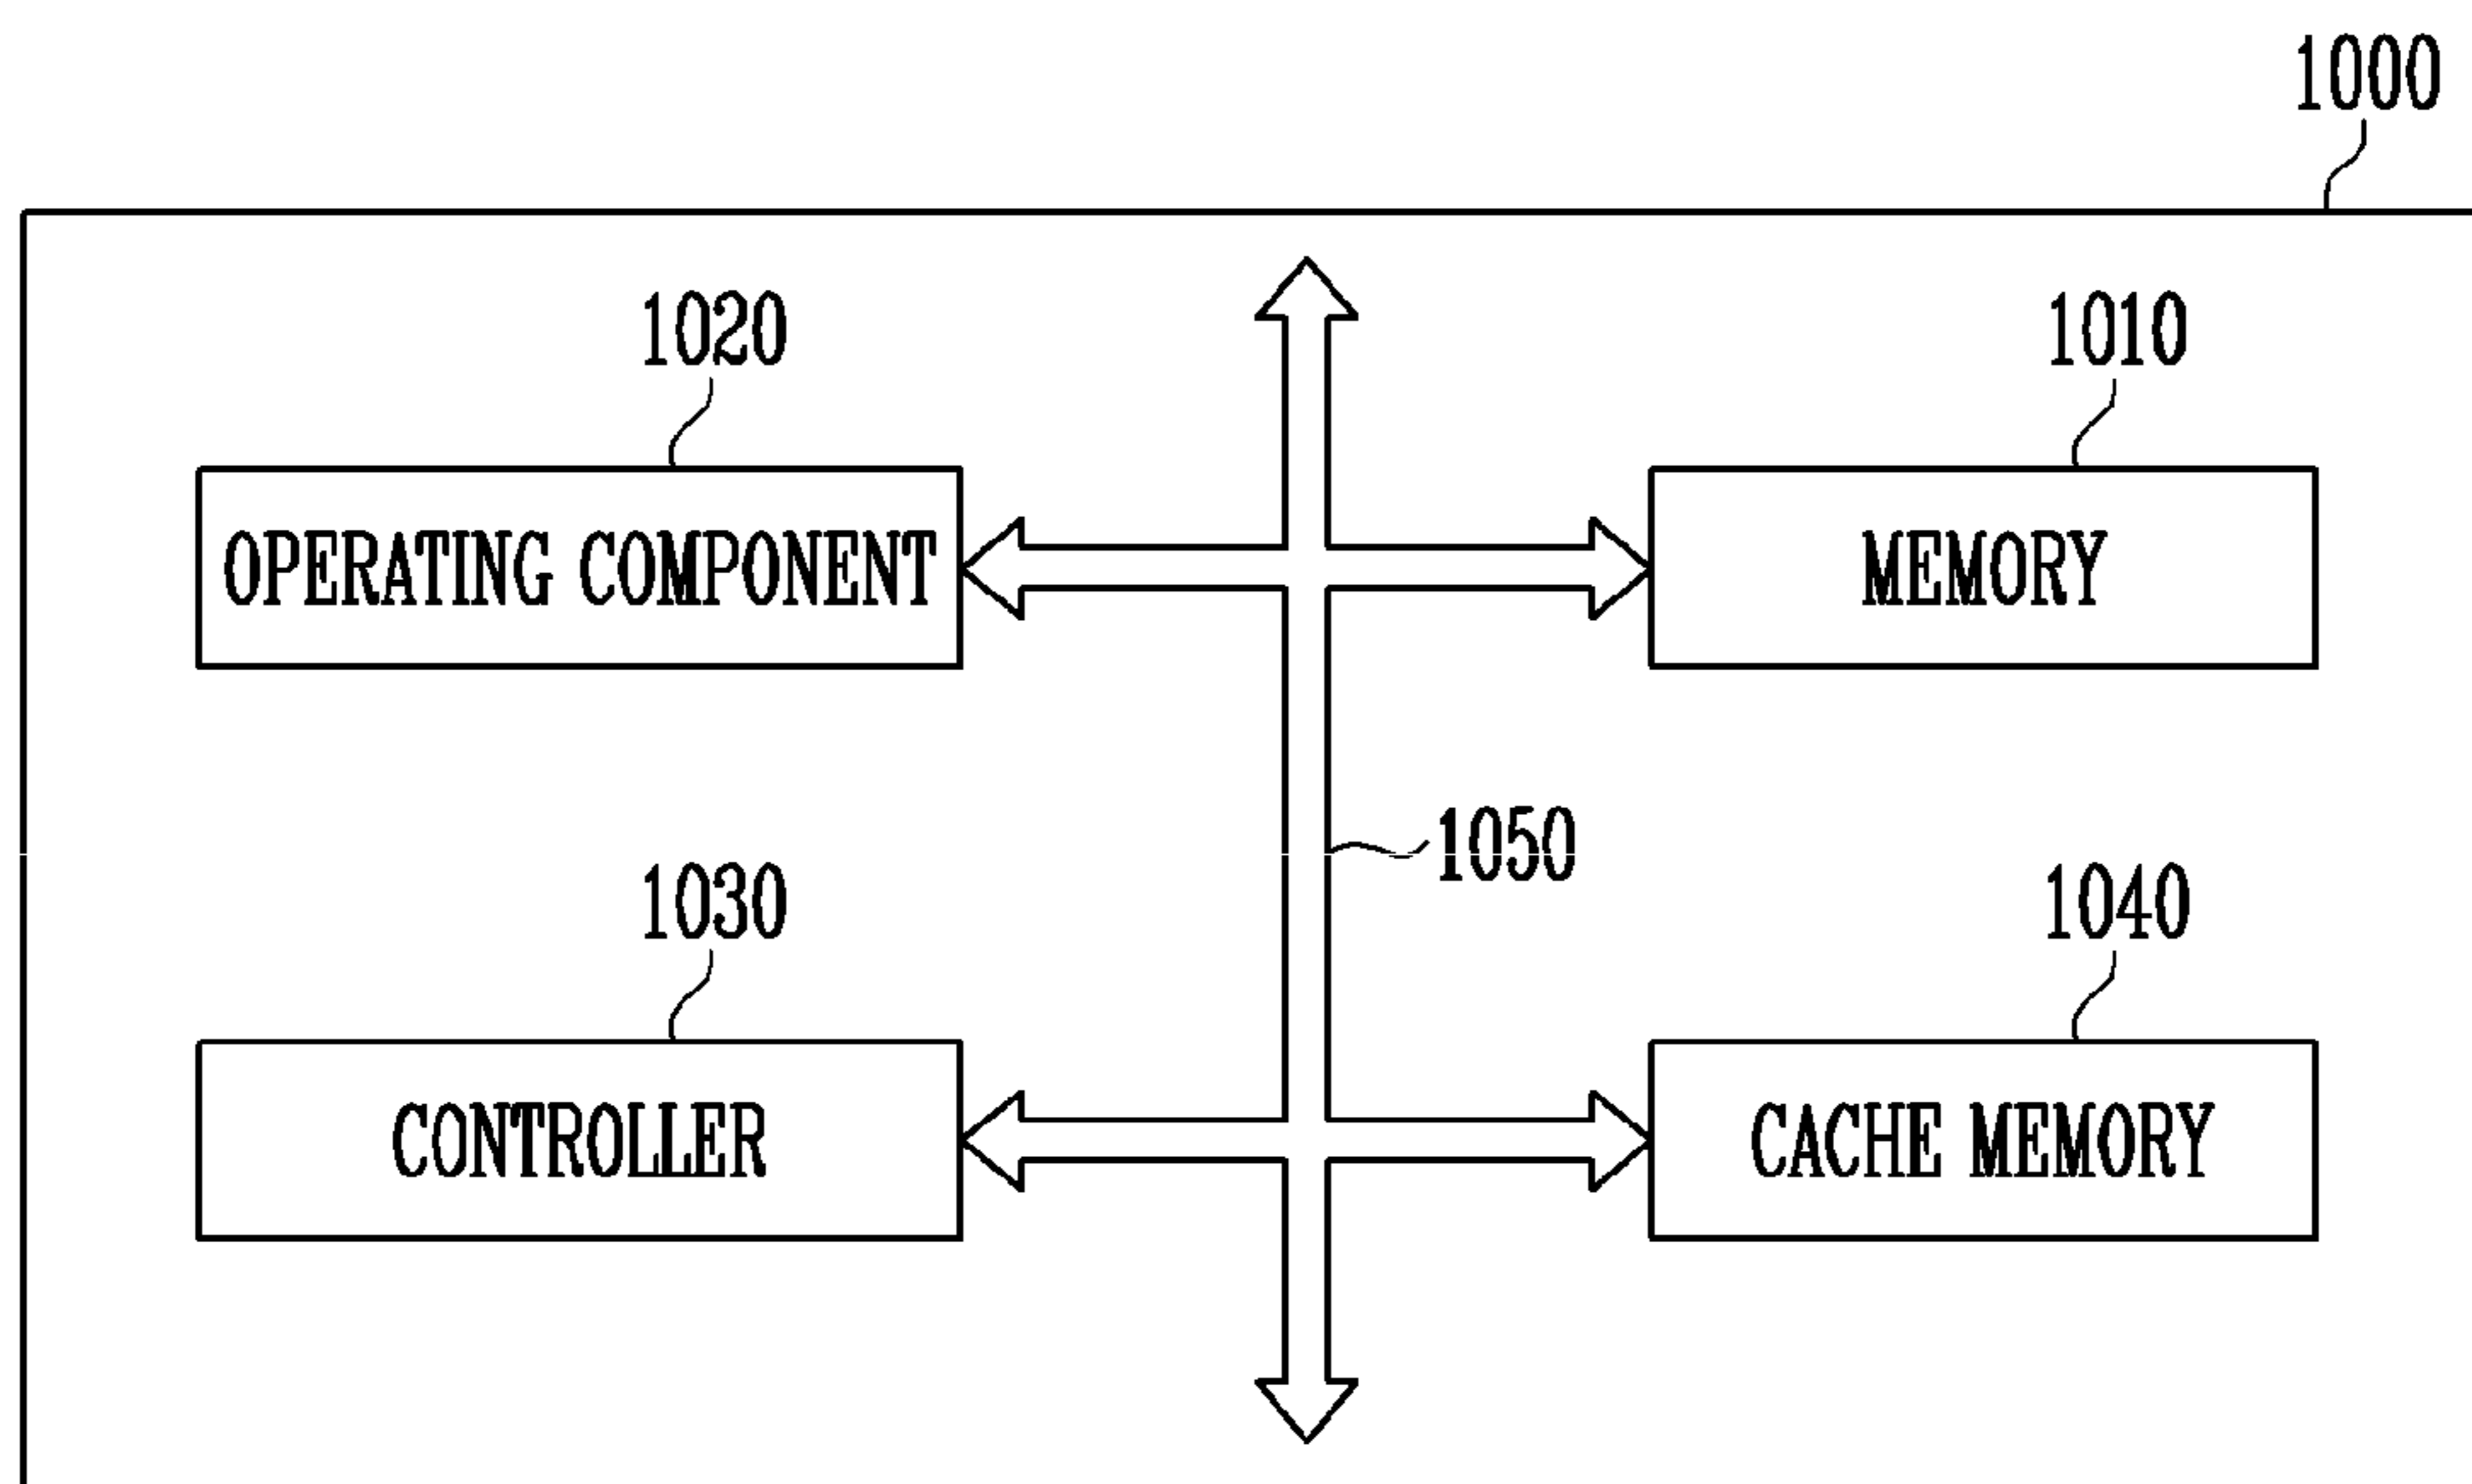 1000
1020
1010
OPERATING COMPONENT
MEMORY
1050
1030
1040
CONTROLLER
CACHE MEMORY